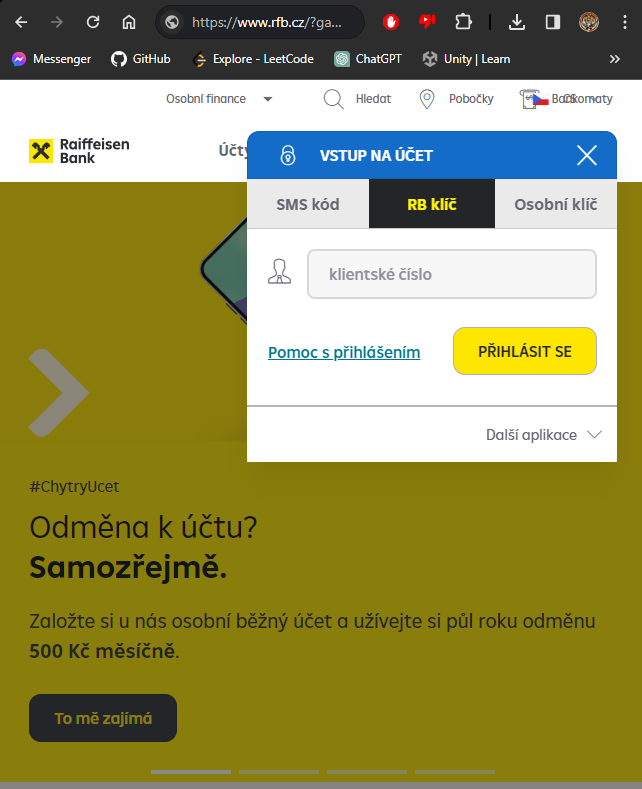 https://www.rfb.cz/?ga...
Messenger GitHub Explore - LeetCode ChatGPT Unity | Learn
Osobní finance Hledat Pobočky Bankomaty
Raiffeisen
Bank
Účty
VSTUP NA ÚČET
SMS kód RB klíč Osobní klíč
klientské číslo
Pomoc s přihlášením PŘIHLÁSIT SE
Další aplikace
#ChytryUcet
Odměna k účtu?
Samozřejmě.
Založte si u nás osobní běžný účet a užívejte si půl roku odměnu
500 Kč měsíčně.
To mě zajímá